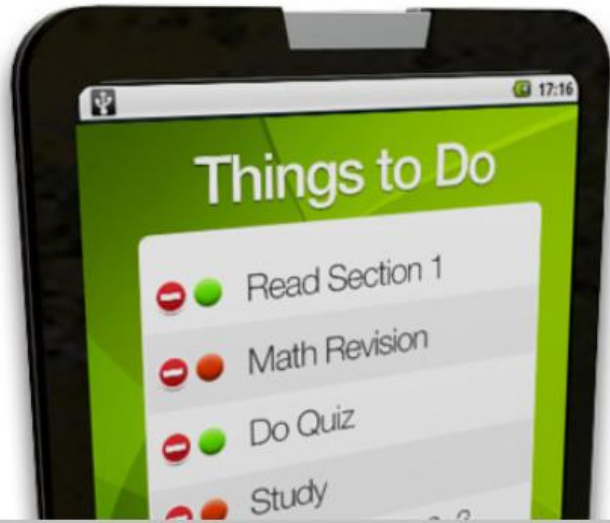 17:16
Things to Do
Read Section 1
Math Revision
Do Quiz
Study